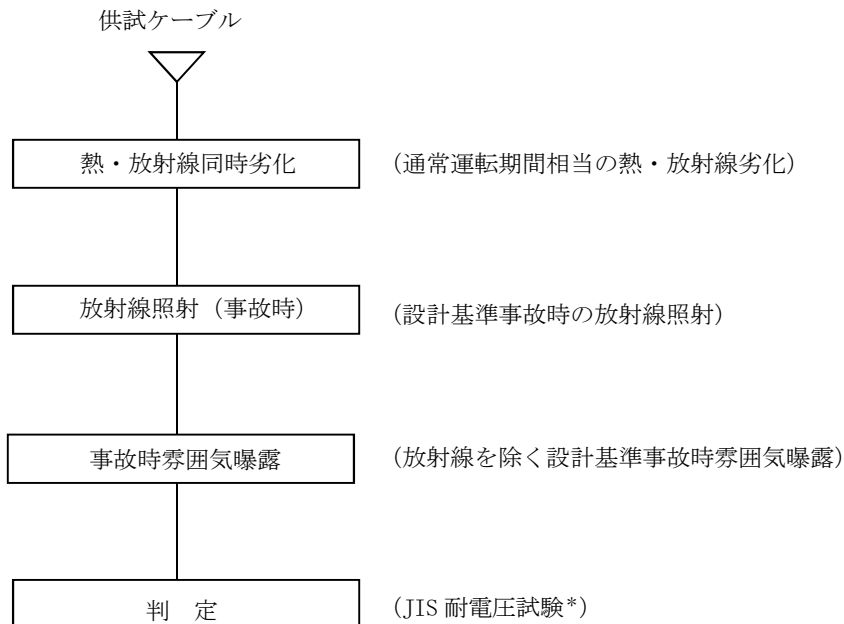 供試ケーブル
熱・放射線同時劣化 (通常運転期間相当の熱・放射線劣化)
放射線照射（事故時） (設計基準事故時の放射線照射)
事故時雰囲気曝露 (放射線を除く設計基準事故時雰囲気曝露)
判　定 (JIS 耐電圧試験*)